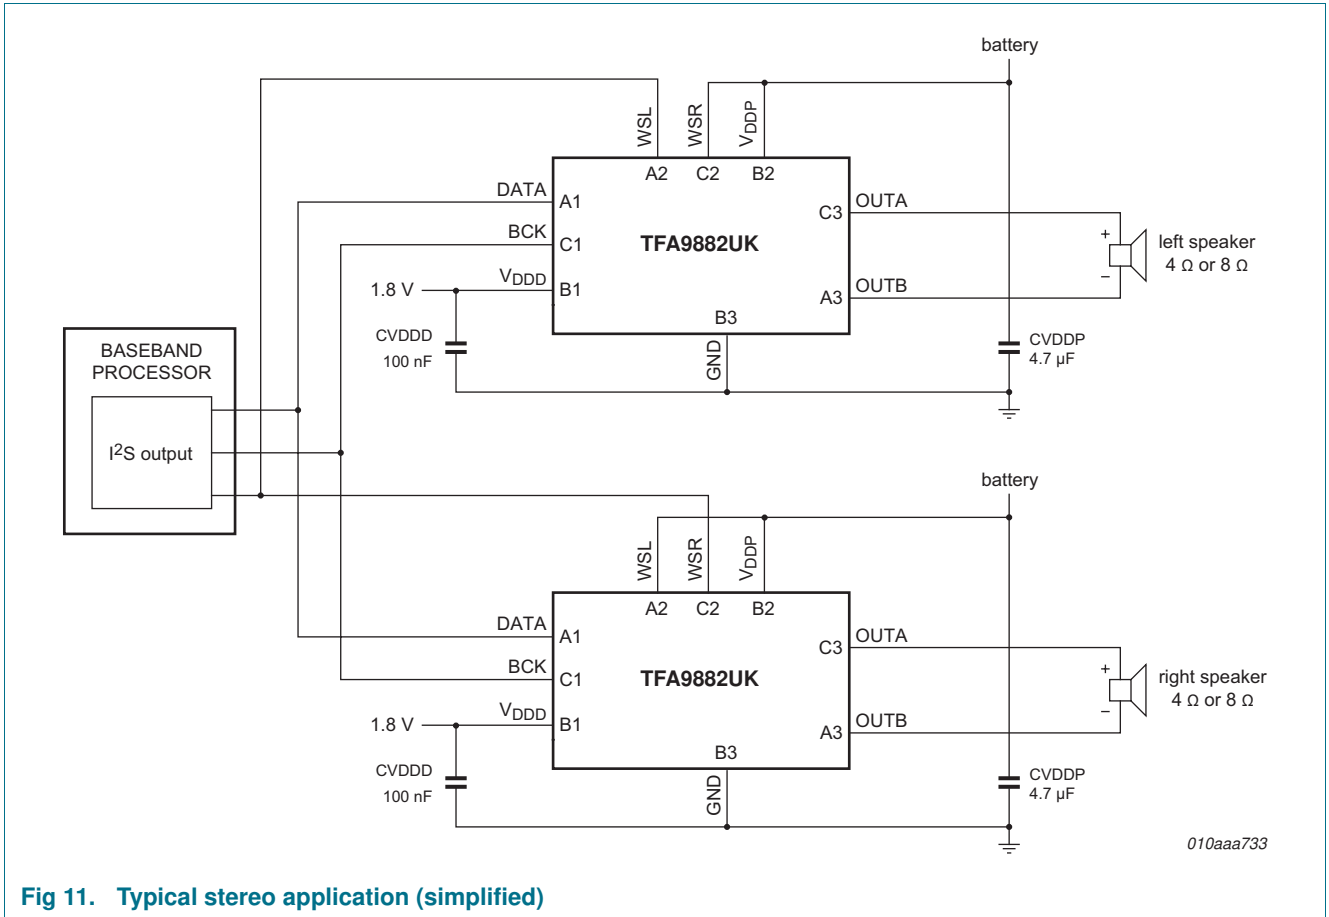 battery
WSL
WSR
VDDP
A2
C2
B2
DATA
A1
BCK
C1
VDDD
1.8 V
B1
TFA9882UK
C3
OUTA
A3
OUTB
+
−
left speaker
4 Ω or 8 Ω
B3
GND
CVDDD
100 nF
CVDDP
4.7 μF
BASEBAND
PROCESSOR
I2S output
battery
WSL
WSR
VDDP
A2
C2
B2
DATA
A1
BCK
C1
VDDD
1.8 V
B1
TFA9882UK
C3
OUTA
A3
OUTB
+
−
right speaker
4 Ω or 8 Ω
B3
GND
CVDDD
100 nF
CVDDP
4.7 μF
010aaa733
Fig 11. Typical stereo application (simplified)